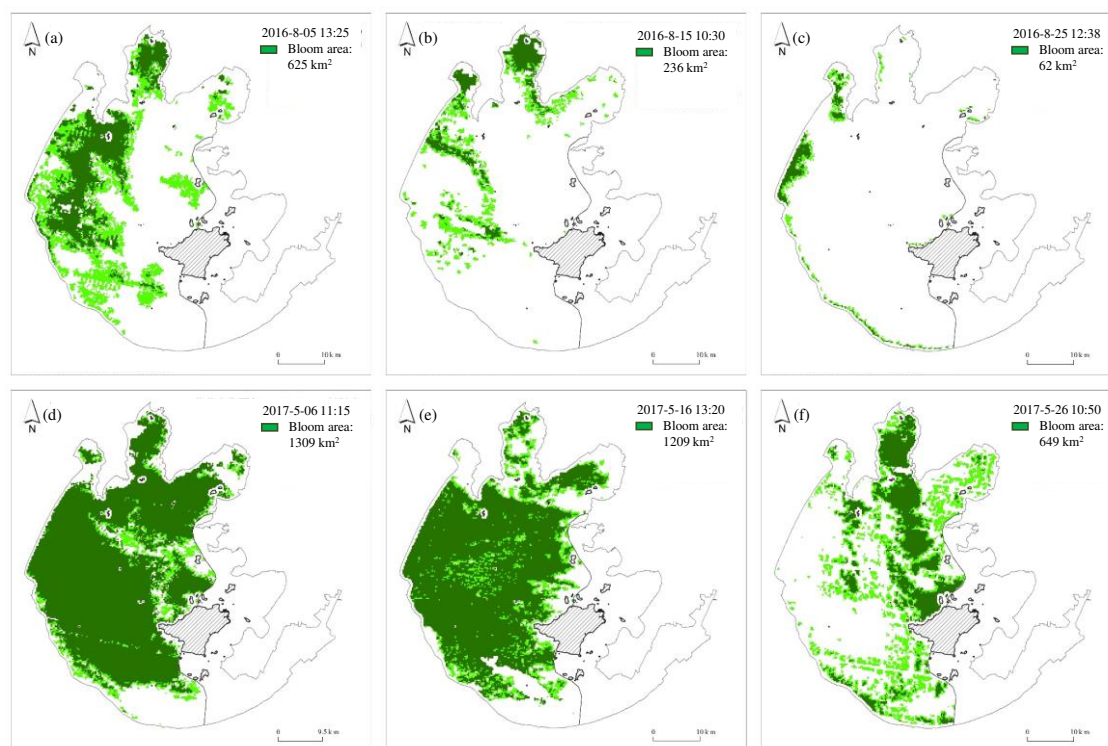 (a)
2016-8-05 13:25
Bloom area:
625 km²
N
0 10 km
(b)
2016-8-15 10:30
Bloom area:
236 km²
N
0 10 km
(c)
2016-8-25 12:38
Bloom area:
62 km²
N
0 10 km
(d)
2017-5-06 11:15
Bloom area:
1309 km²
N
0 9.5 km
(e)
2017-5-16 13:20
Bloom area:
1209 km²
N
0 10 km
(f)
2017-5-26 10:50
Bloom area:
649 km²
N
0 10 km